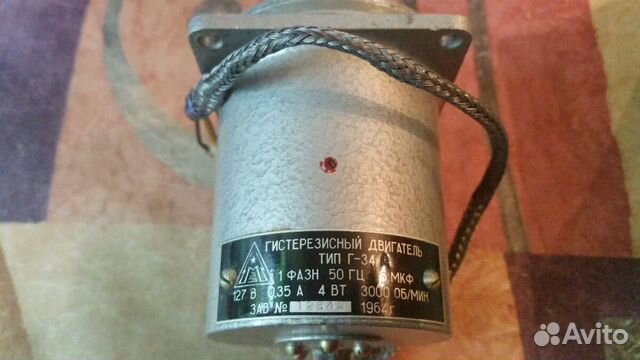 ГИСТЕРЕЗИСНЫЙ ДВИГАТЕЛЬ
ТИП Г-34
1 ФАЗН 50 ГЦ МКФ
127 В 0,35 А 4 ВТ 3000 ОБ/МИН
ЗАВ № 1964 г
Avito